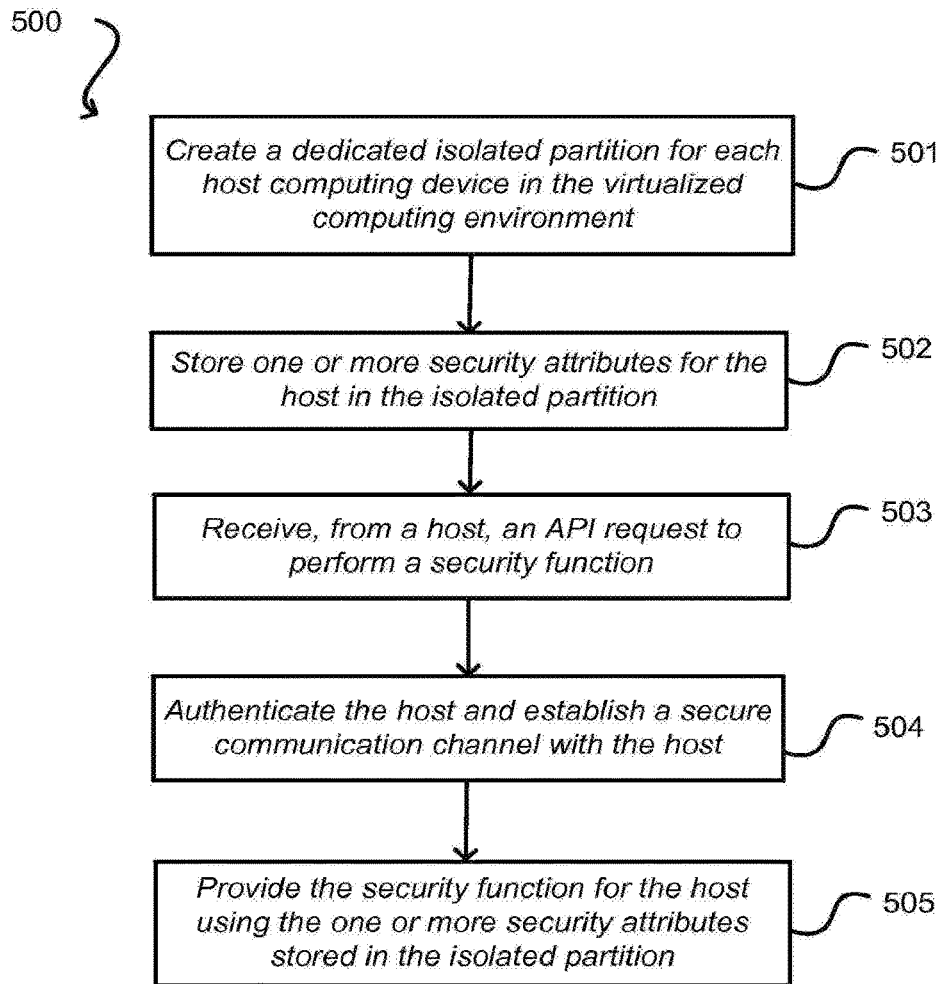 500
Create a dedicated isolated partition for each
host computing device in the virtualized
computing environment
501
Store one or more security attributes for the
host in the isolated partition
502
Receive, from a host, an API request to
perform a security function
503
Authenticate the host and establish a secure
communication channel with the host
504
Provide the security function for the host
using the one or more security attributes
stored in the isolated partition
505